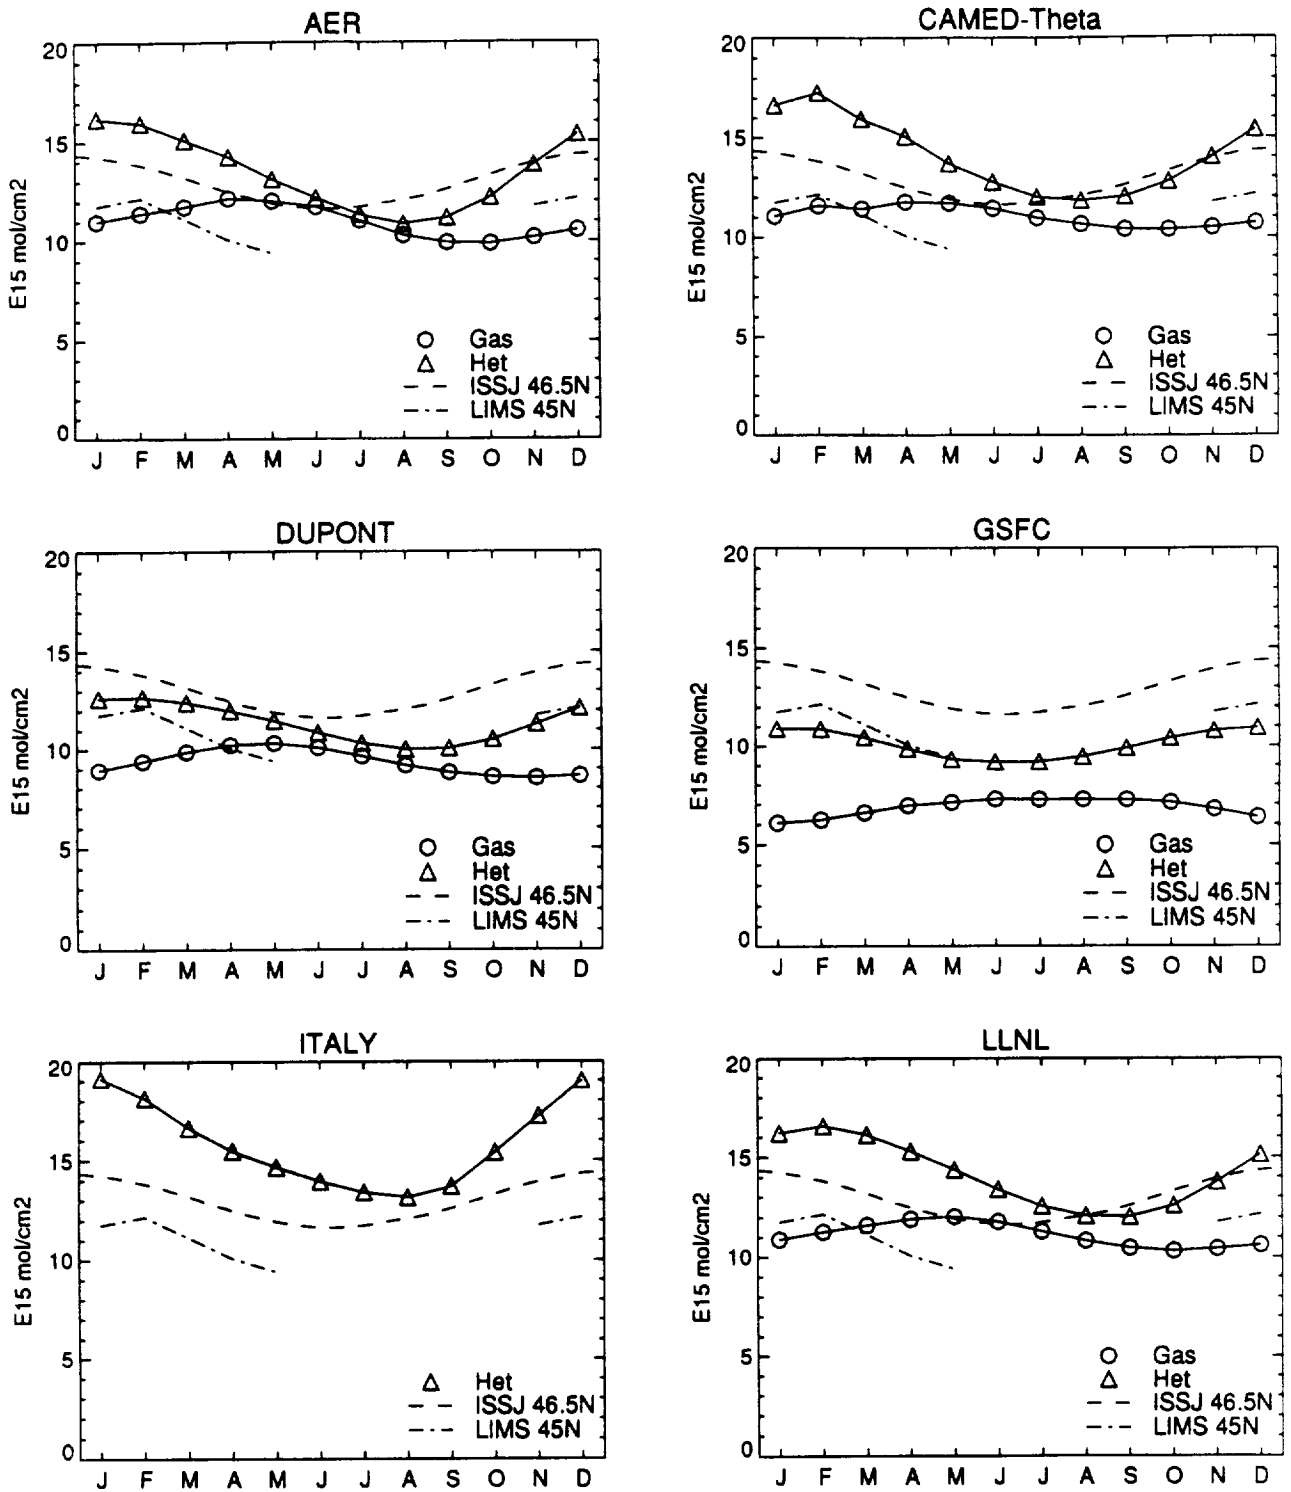 AER
20
15
10
5
0
E15 mol/cm2
Gas
Het
ISSJ 46.5N
LIMS 45N
J F M A M J J A S O N D
CAMED-Theta
20
15
10
5
0
E15 mol/cm2
Gas
Het
ISSJ 46.5N
LIMS 45N
J F M A M J J A S O N D
DUPONT
20
15
10
5
0
E15 mol/cm2
Gas
Het
ISSJ 46.5N
LIMS 45N
J F M A M J J A S O N D
GSFC
20
15
10
5
0
E15 mol/cm2
Gas
Het
ISSJ 46.5N
LIMS 45N
J F M A M J J A S O N D
ITALY
20
15
10
5
0
E15 mol/cm2
Het
ISSJ 46.5N
LIMS 45N
J F M A M J J A S O N D
LLNL
20
15
10
5
0
E15 mol/cm2
Gas
Het
ISSJ 46.5N
LIMS 45N
J F M A M J J A S O N D